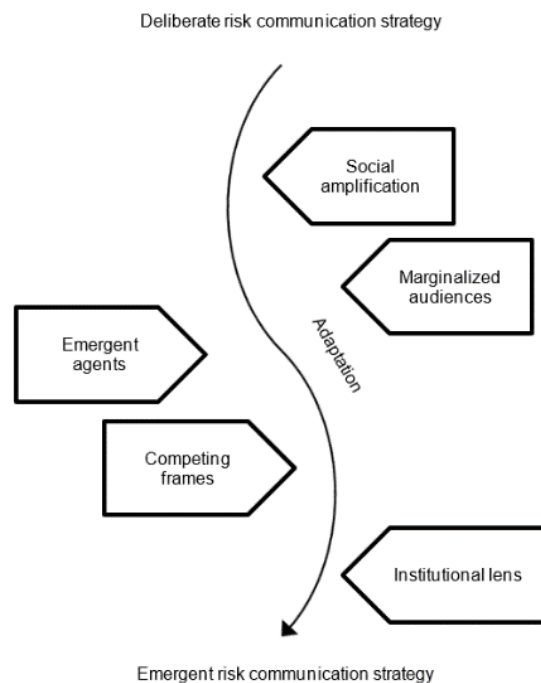 Deliberate risk communication strategy
Social
amplification
Marginalized
audiences
Adaptation
Emergent
agents
Competing
frames
Institutional lens
Emergent risk communication strategy